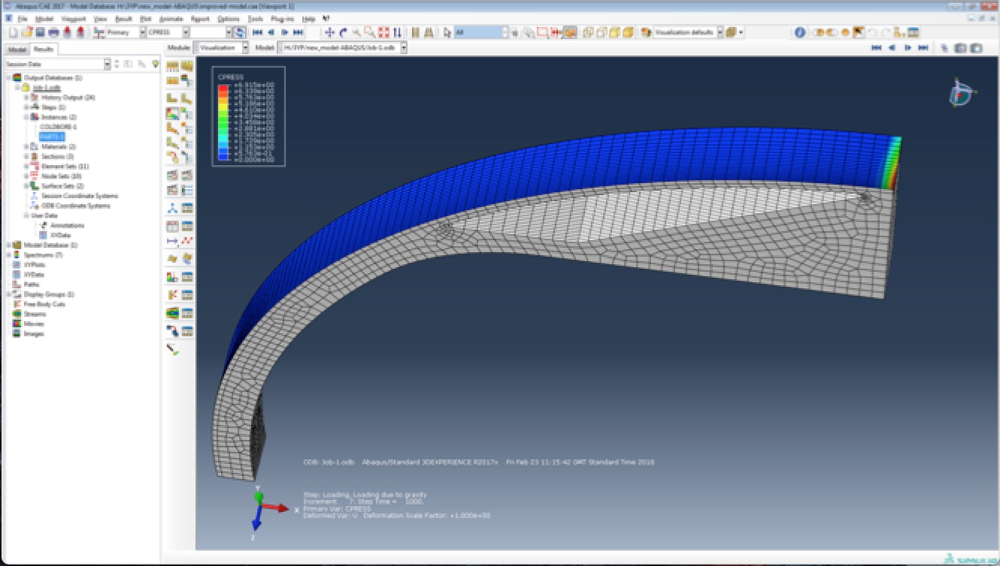 Abaqus/CAE 2017 - Model Database: H:\3YP\new_model-ABAQUS\improved-model.cae [Viewport: 1]
File Model Viewport View Result Plot Animate Report Options Tools Plug-ins Help
Primary CPRESS All Visualization defaults
Model Results Module: Visualization Model: H:/3YP/new_model-ABAQUS/Job-1.odb
Session Data
Output Databases (1)
Job-1.odb
History Output (24)
Steps (1)
Instances (2)
COLDBORE-1
PART1-1
Materials (2)
Sections (3)
Element Sets (11)
Node Sets (10)
Surface Sets (2)
Session Coordinate Systems
ODB Coordinate Systems
User Data
Annotations
XYData
Model Database (1)
Spectrums (7)
XYPlots
XYData
Paths
Display Groups (1)
Free Body Cuts
Streams
Movies
Images
CPRESS
+6.915e+00
+6.339e+00
+5.763e+00
+5.186e+00
+4.610e+00
+4.034e+00
+3.458e+00
+2.881e+00
+2.305e+00
+1.729e+00
+1.153e+00
+5.763e-01
+0.000e+00
ODB: Job-1.odb Abaqus/Standard 3DEXPERIENCE R2017x Fri Feb 23 11:15:42 GMT Standard Time 2018
Step: Loading, Loading due to gravity
Increment 7: Step Time = 1000.
Primary Var: CPRESS
Deformed Var: U Deformation Scale Factor: +1.000e+00
Y
X
Z
SIMULIA